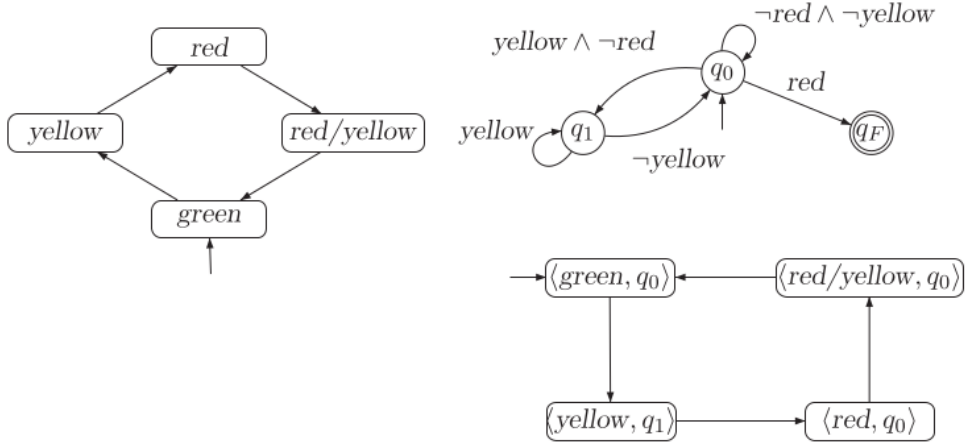 red
yellow
red/yellow
green
¬red ∧ ¬yellow
yellow ∧ ¬red
q₀
red
yellow
q₁
q_F
¬yellow
⟨green, q₀⟩
⟨red/yellow, q₀⟩
⟨yellow, q₁⟩
⟨red, q₀⟩